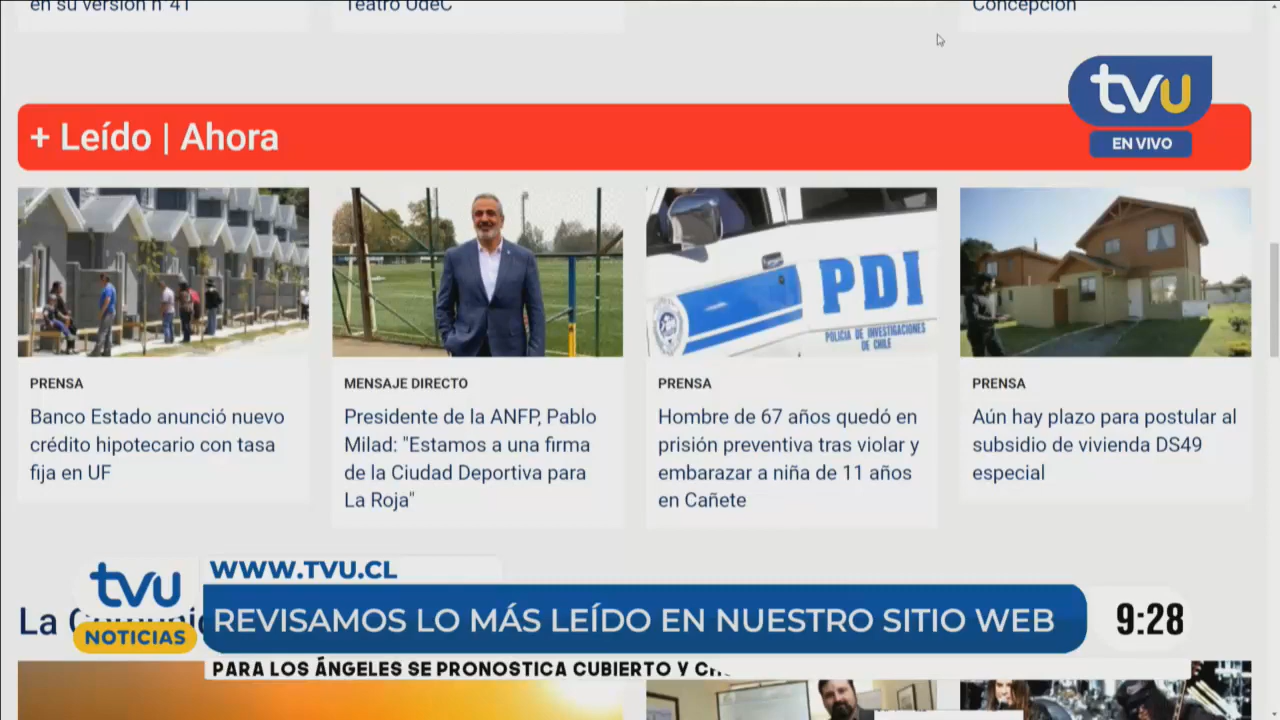 en su versión n°41
Teatro UdeC
Concepción
tvu
EN VIVO
+ Leído | Ahora
PDI
POLICIA DE INVESTIGACIONES
DE CHILE
PRENSA
Banco Estado anunció nuevo
crédito hipotecario con tasa
fija en UF
MENSAJE DIRECTO
Presidente de la ANFP, Pablo
Milad: "Estamos a una firma
de la Ciudad Deportiva para
La Roja"
PRENSA
Hombre de 67 años quedó en
prisión preventiva tras violar y
embarazar a niña de 11 años
en Cañete
PRENSA
Aún hay plazo para postular al
subsidio de vivienda DS49
especial
La
tvu
NOTICIAS
WWW.TVU.CL
REVISAMOS LO MÁS LEÍDO EN NUESTRO SITIO WEB
9:28
PARA LOS ÁNGELES SE PRONOSTICA CUBIERTO Y